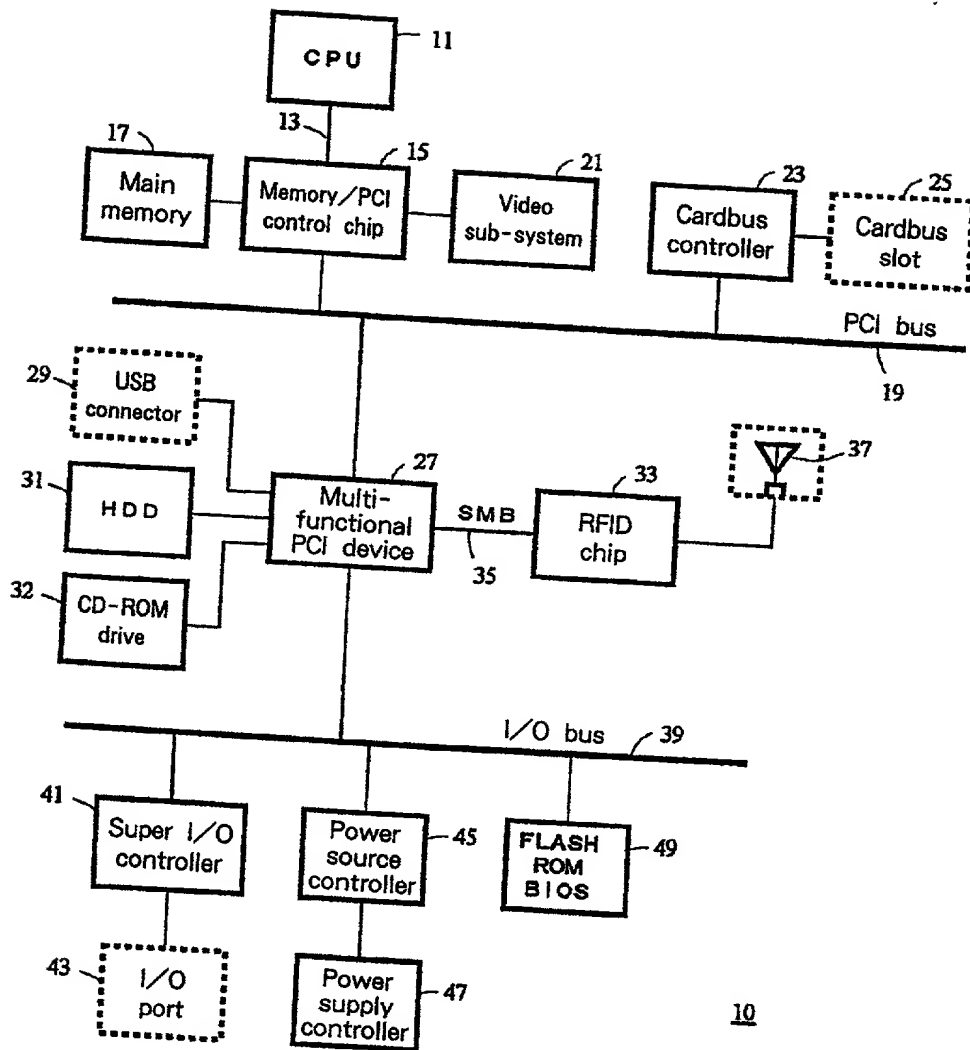 CPU
11
13
17
Main
memory
15
Memory/PCI
control chip
21
Video
sub-system
23
Cardbus
controller
25
Cardbus
slot
PCI bus
19
29
USB
connector
31
HDD
32
CD-ROM
drive
27
Multi-
functional
PCI device
SMB
35
33
RFID
chip
37
I/O bus
39
41
Super I/O
controller
43
I/O
port
45
Power
source
controller
47
Power
supply
controller
49
FLASH
ROM
BIOS
10